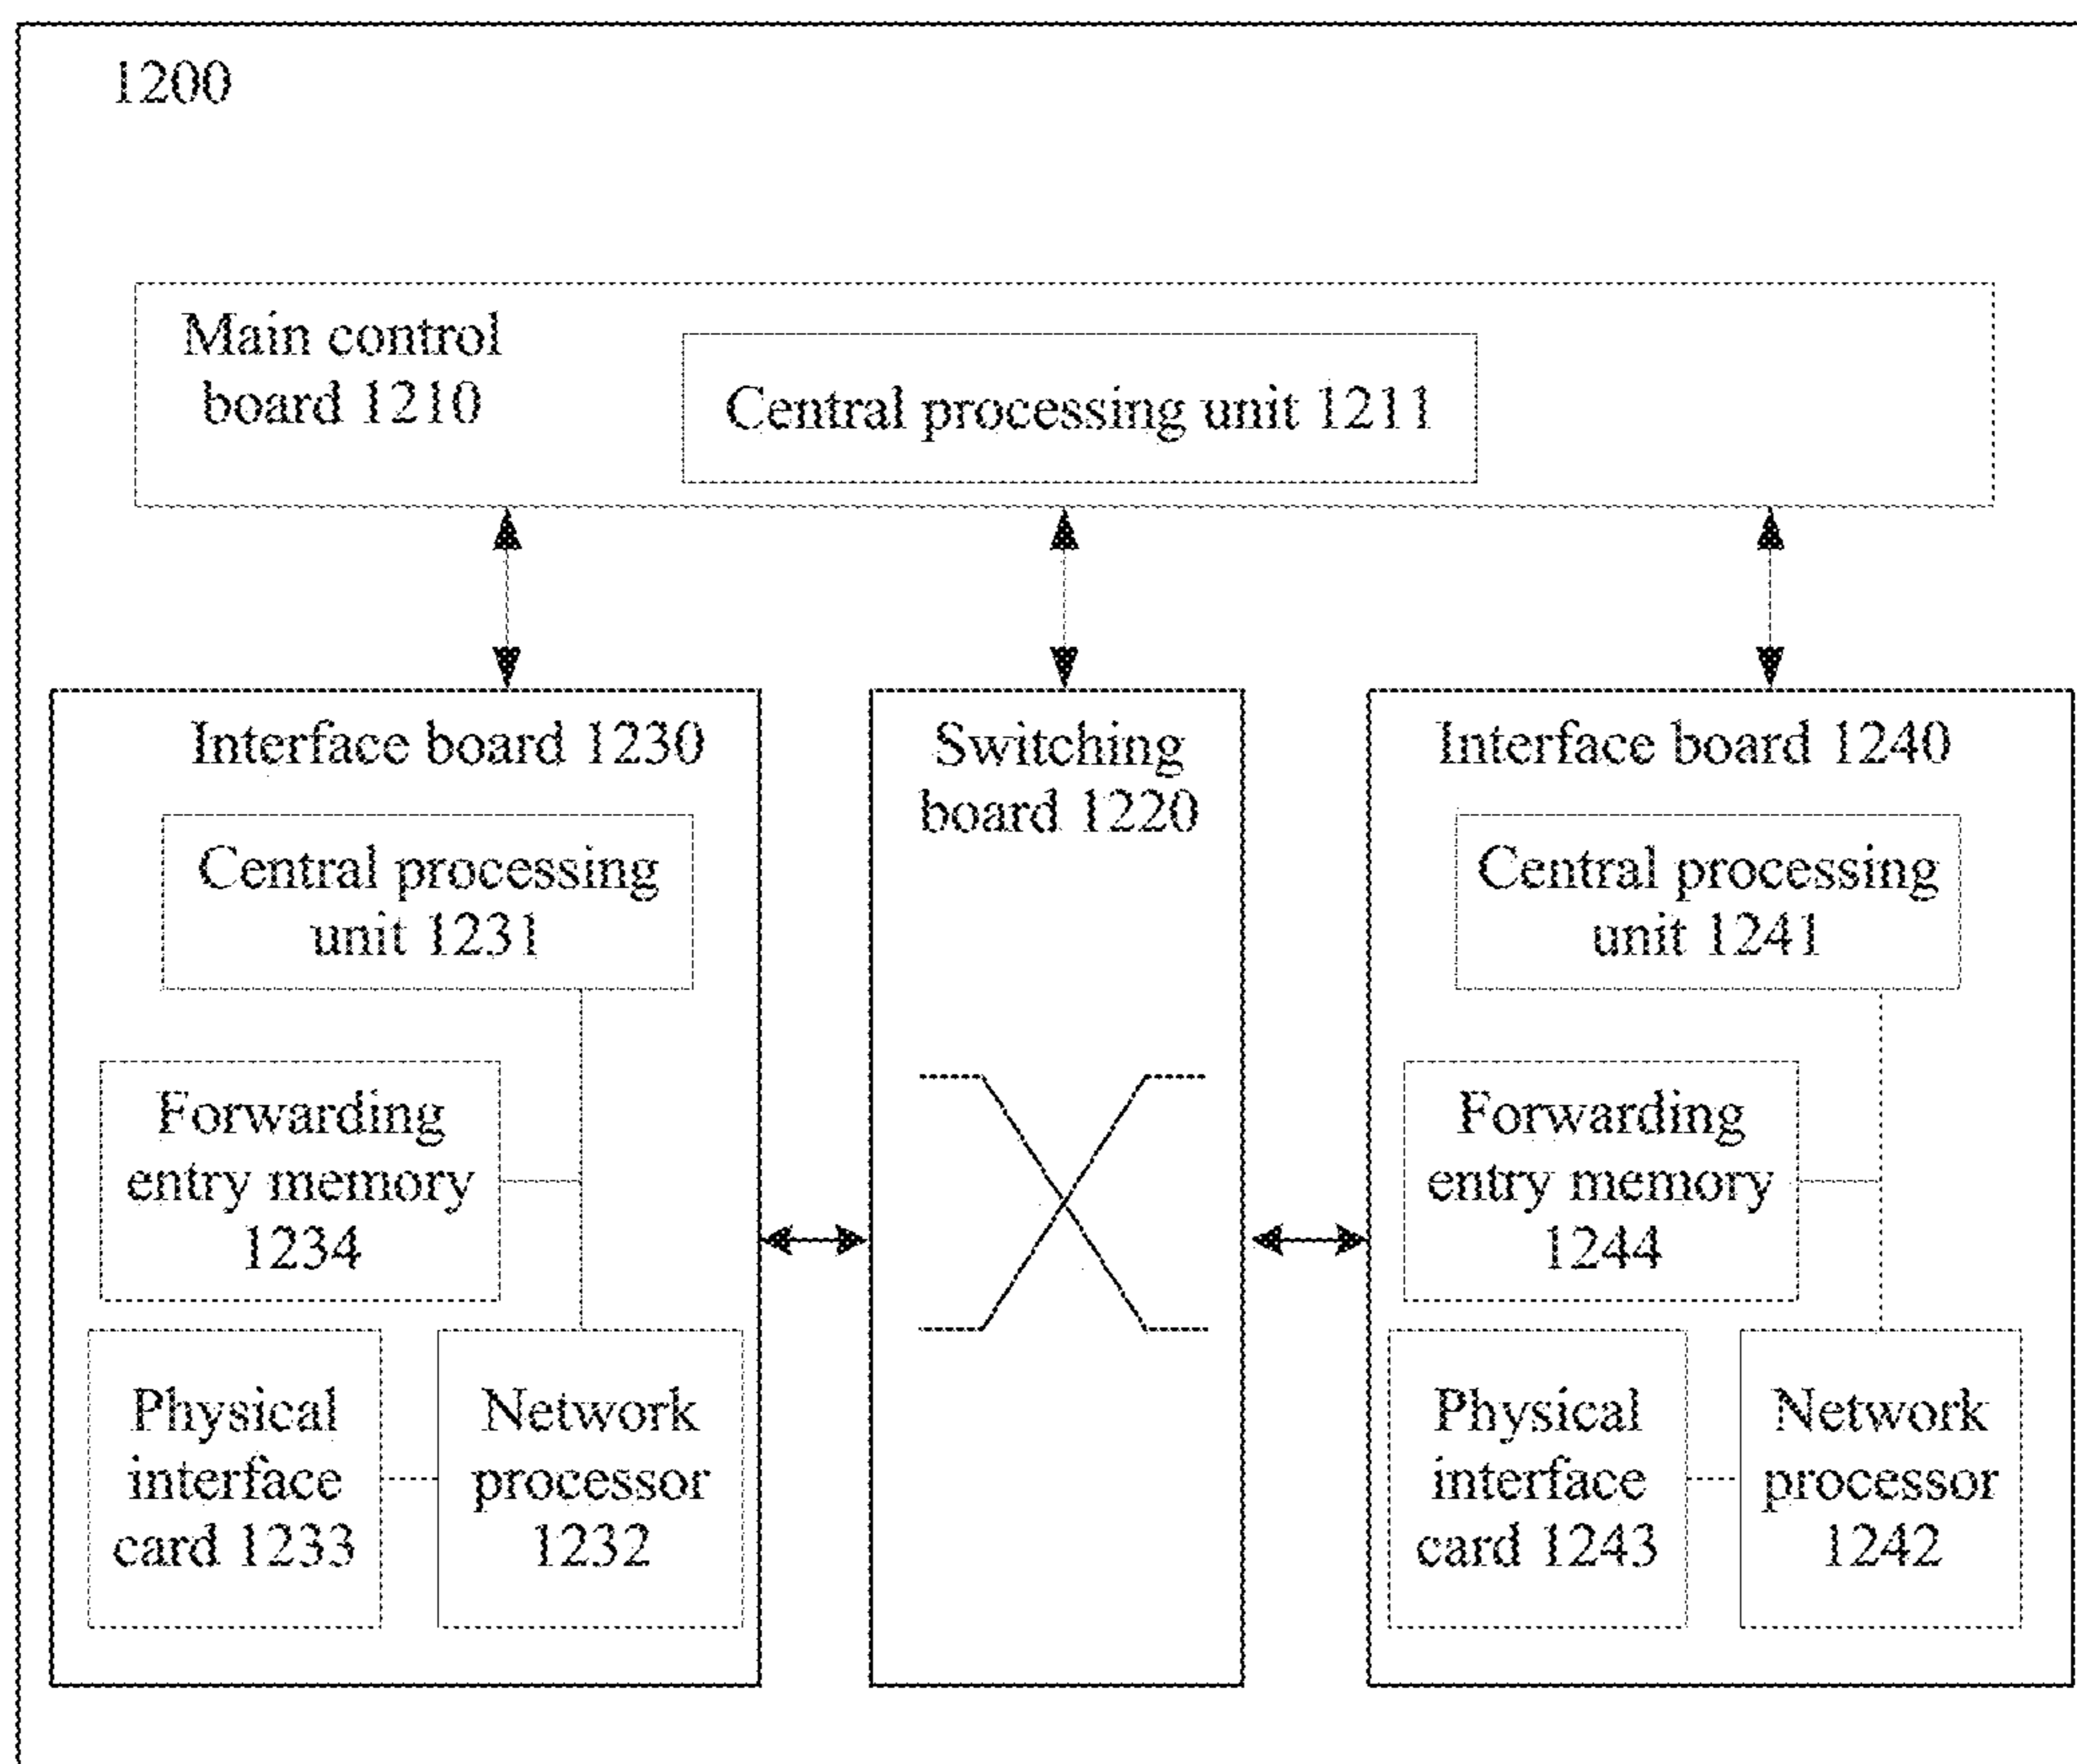 1200
Main control
board 1210
Central processing unit 1211
Interface board 1230
Central processing
unit 1231
Forwarding
entry memory
1234
Physical
interface
card 1233
Network
processor
1232
Switching
board 1220
Interface board 1240
Central processing
unit 1241
Forwarding
entry memory
1244
Physical
interface
card 1243
Network
processor
1242